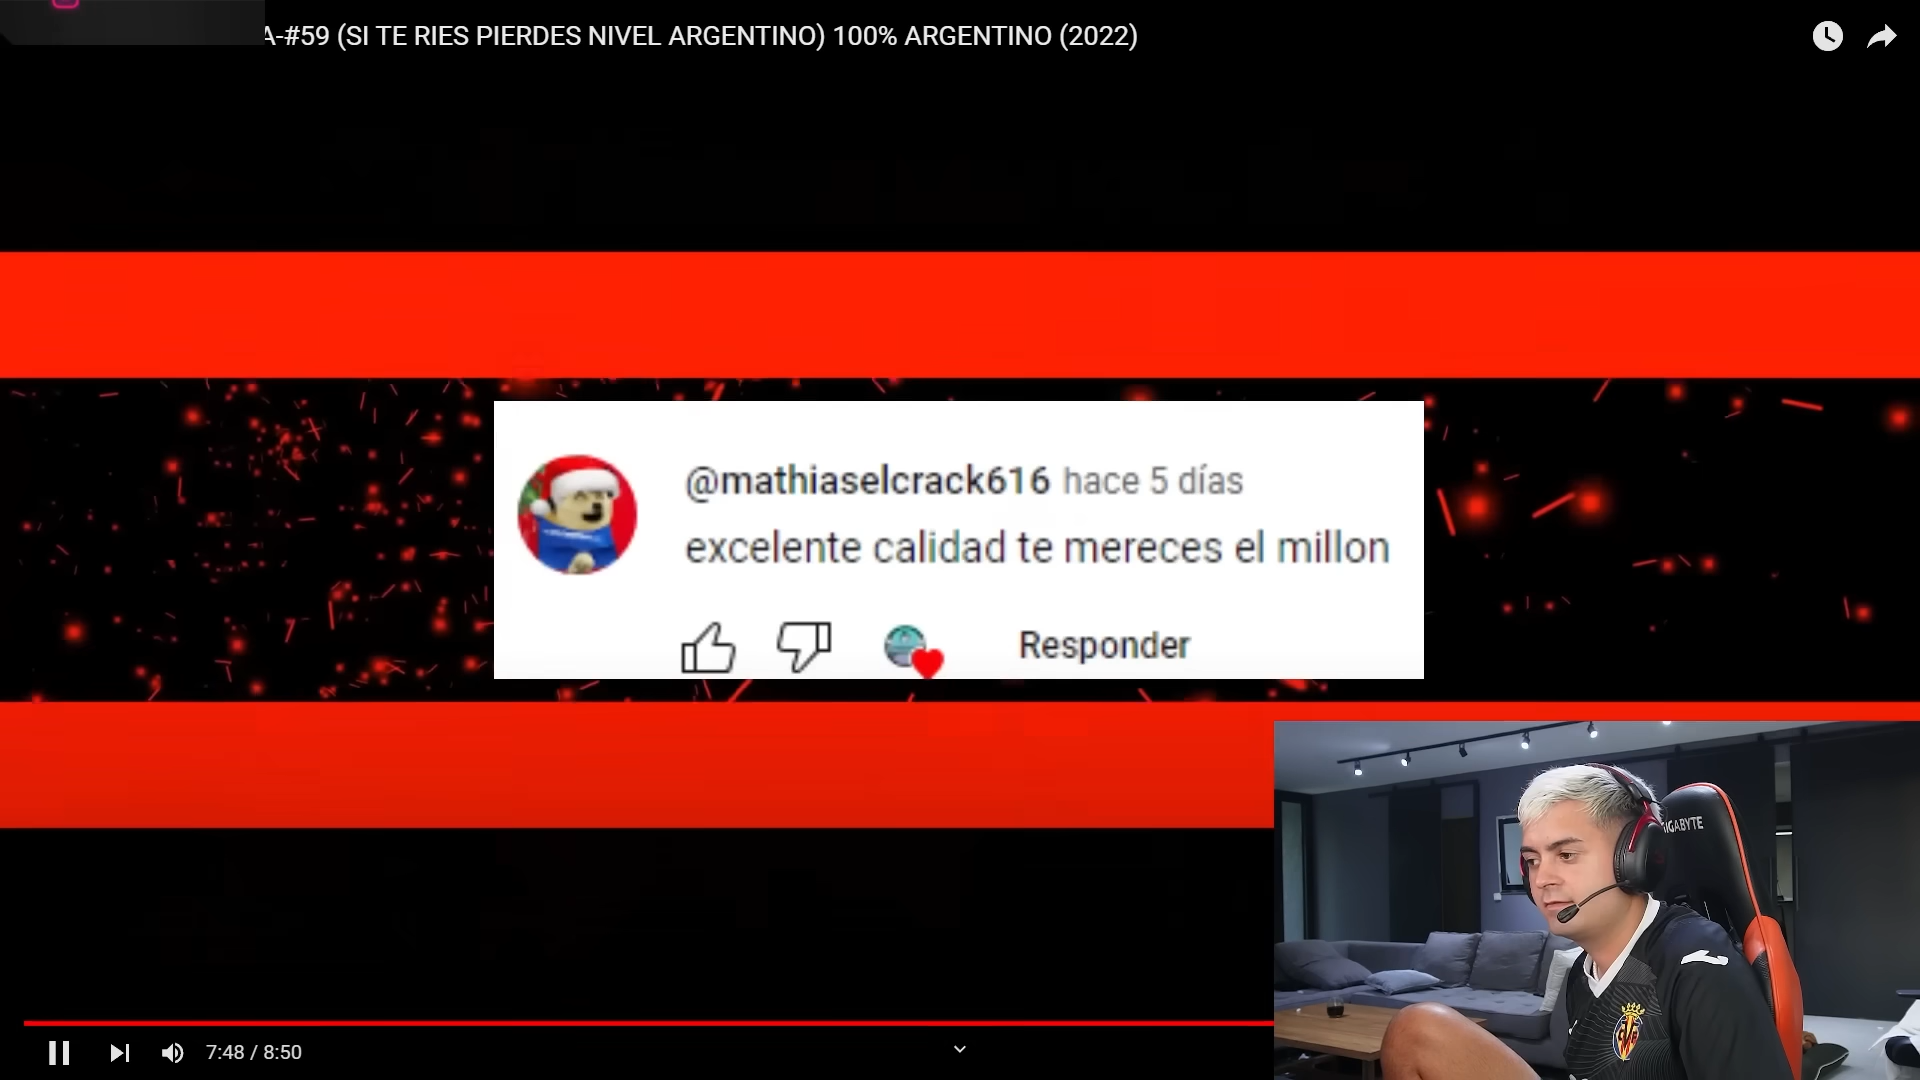 A-#59 (SI TE RIES PIERDES NIVEL ARGENTINO) 100% ARGENTINO (2022)
@mathiaselcrack616 hace 5 días
excelente calidad te mereces el millon
Responder
GIGABYTE
7:48 / 8:50